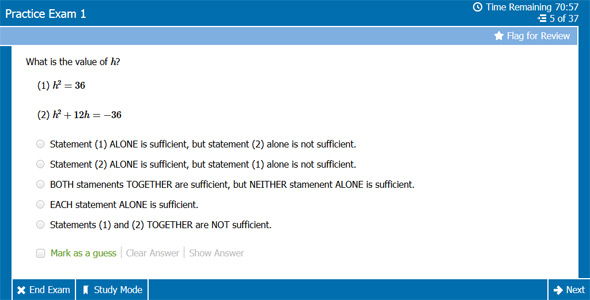 Practice Exam 1
Time Remaining 70:57
5 of 37
Flag for Review
What is the value of h?
(1) h² = 36
(2) h² + 12h = −36
Statement (1) ALONE is sufficient, but statement (2) alone is not sufficient.
Statement (2) ALONE is sufficient, but statement (1) alone is not sufficient.
BOTH stamenents TOGETHER are sufficient, but NEITHER stamenent ALONE is sufficient.
EACH statement ALONE is sufficient.
Statements (1) and (2) TOGETHER are NOT sufficient.
Mark as a guess | Clear Answer | Show Answer
End Exam
Study Mode
Next